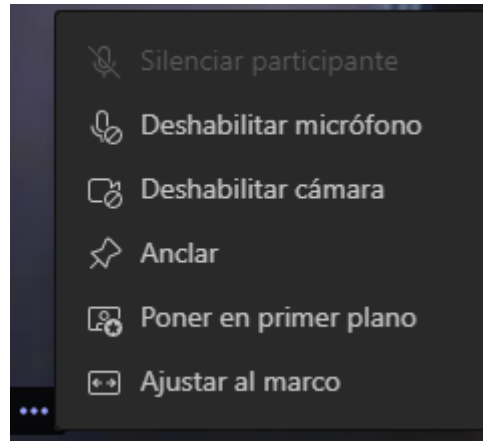 Silenciar participante
Deshabilitar micrófono
Deshabilitar cámara
Anclar
Poner en primer plano
Ajustar al marco